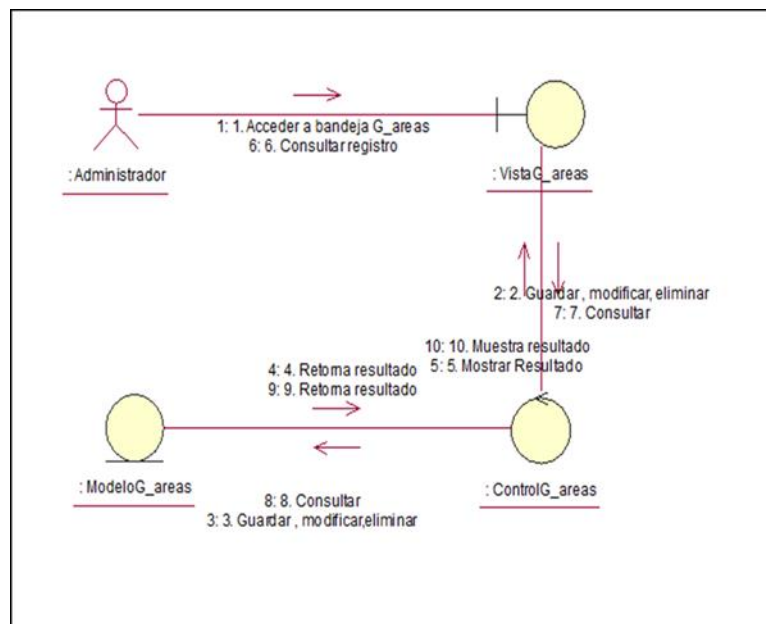 1: 1. Acceder a bandeja G_areas
6: 6. Consultar registro
: Administrador
: VistaG_areas
2: 2. Guardar , modificar, eliminar
7: 7. Consultar
10: 10. Muestra resultado
5: 5. Mostrar Resultado
4: 4. Retorna resultado
9: 9. Retorna resultado
: ModeloG_areas
: ControlG_areas
8: 8. Consultar
3: 3. Guardar , modificar,eliminar